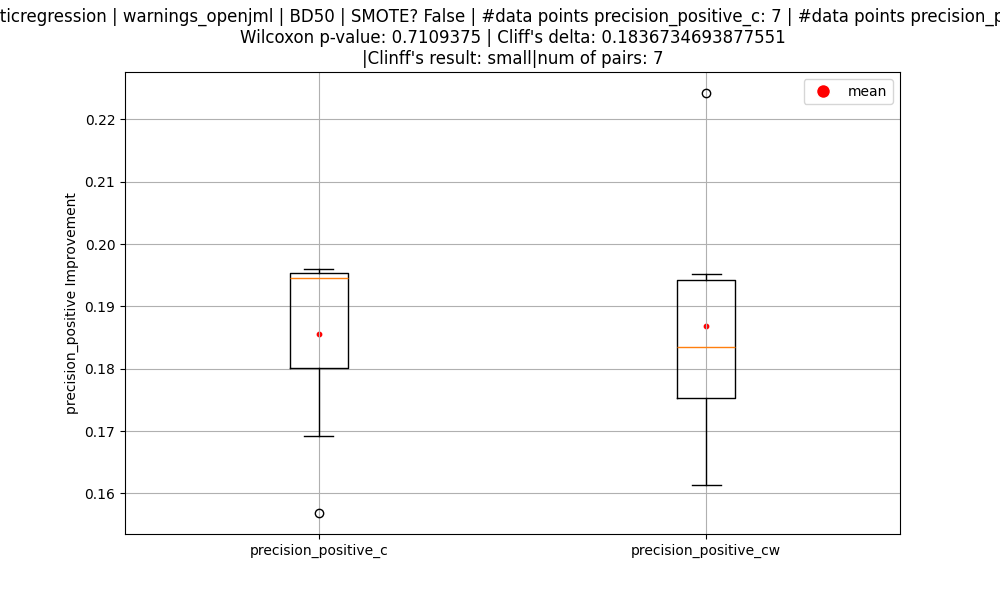 ticregression | warnings_openjml | BD50 | SMOTE? False | #data points precision_positive_c: 7 | #data points precision_p
Wilcoxon p-value: 0.7109375 | Cliff's delta: 0.1836734693877551
|Clinff's result: small|num of pairs: 7
mean
0.22
0.21
0.20
0.19
0.18
0.17
0.16
precision_positive Improvement
precision_positive_c
precision_positive_cw